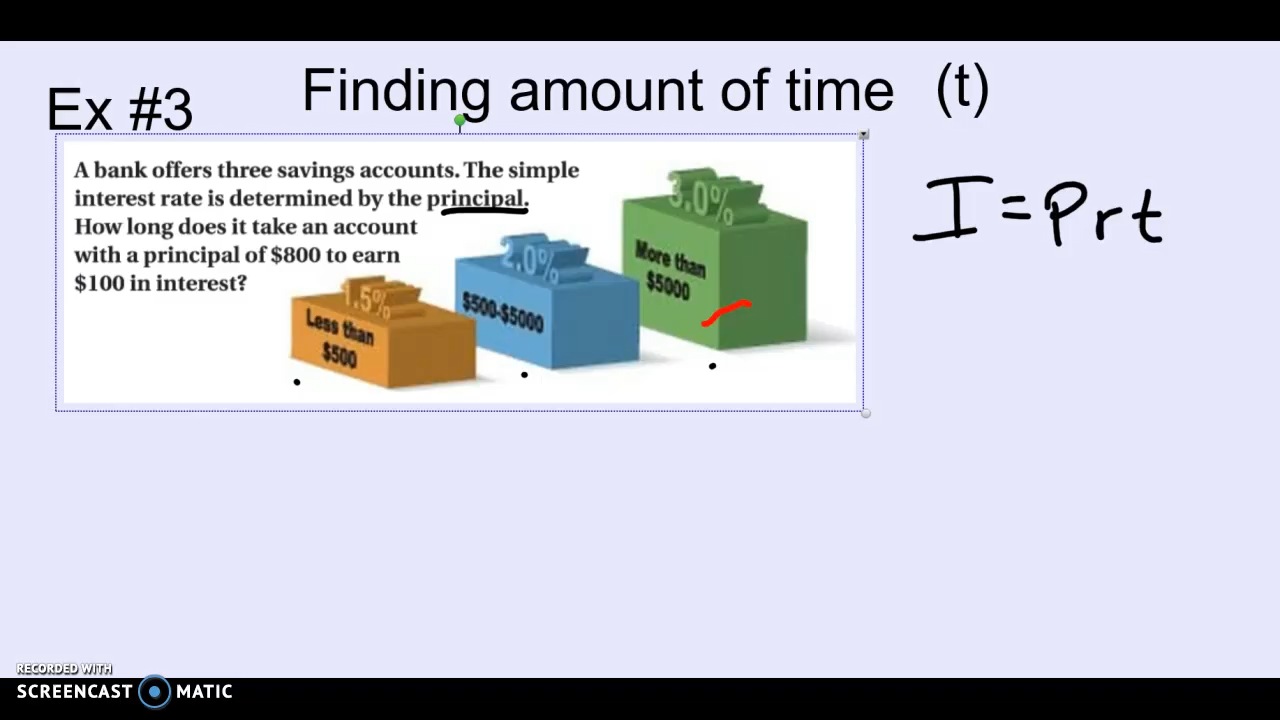 Finding amount of time (t)
Ex #3
A bank offers three savings accounts. The simple
interest rate is determined by the principal.
How long does it take an account
with a principal of $800 to earn
$100 in interest?
1.5%
Less than
$500
2.0%
$500-$5000
3.0%
More than
$5000
I = Prt
RECORDED WITH
SCREENCAST MATIC